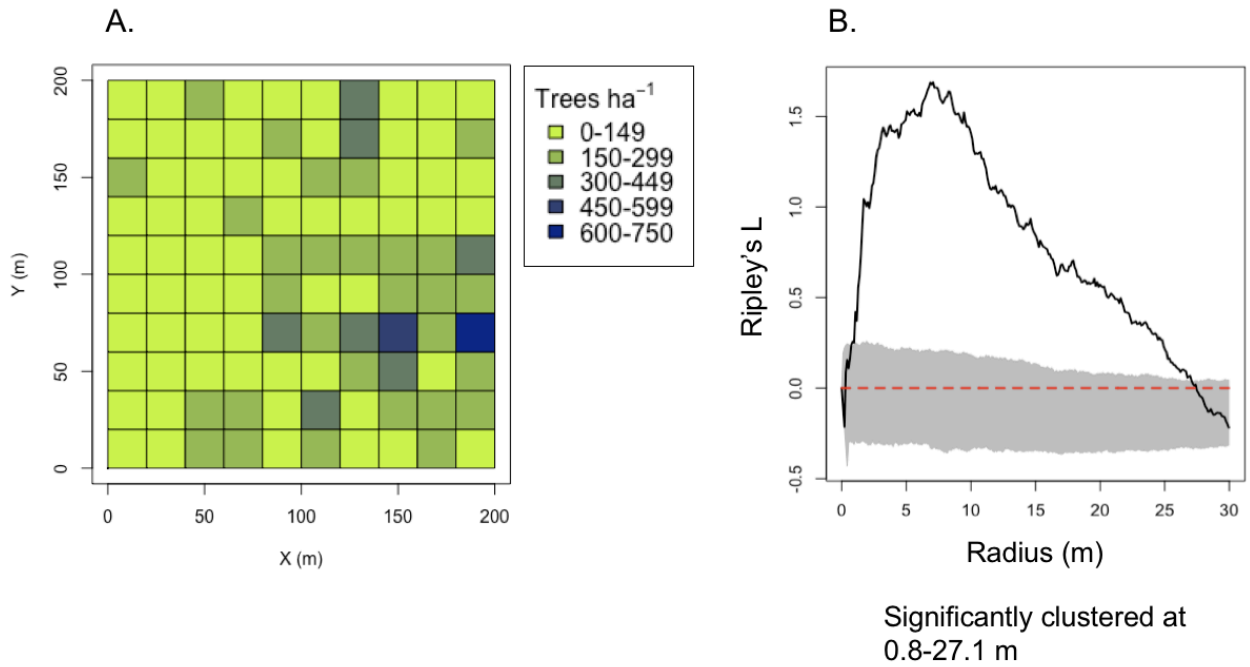 A.
200
150
100
50
0
Y (m)
0 50 100 150 200
X (m)
Trees ha⁻¹
0-149
150-299
300-449
450-599
600-750
B.
1.5
1.0
0.5
0.0
-0.5
Ripley's L
0 5 10 15 20 25 30
Radius (m)
Significantly clustered at
0.8-27.1 m